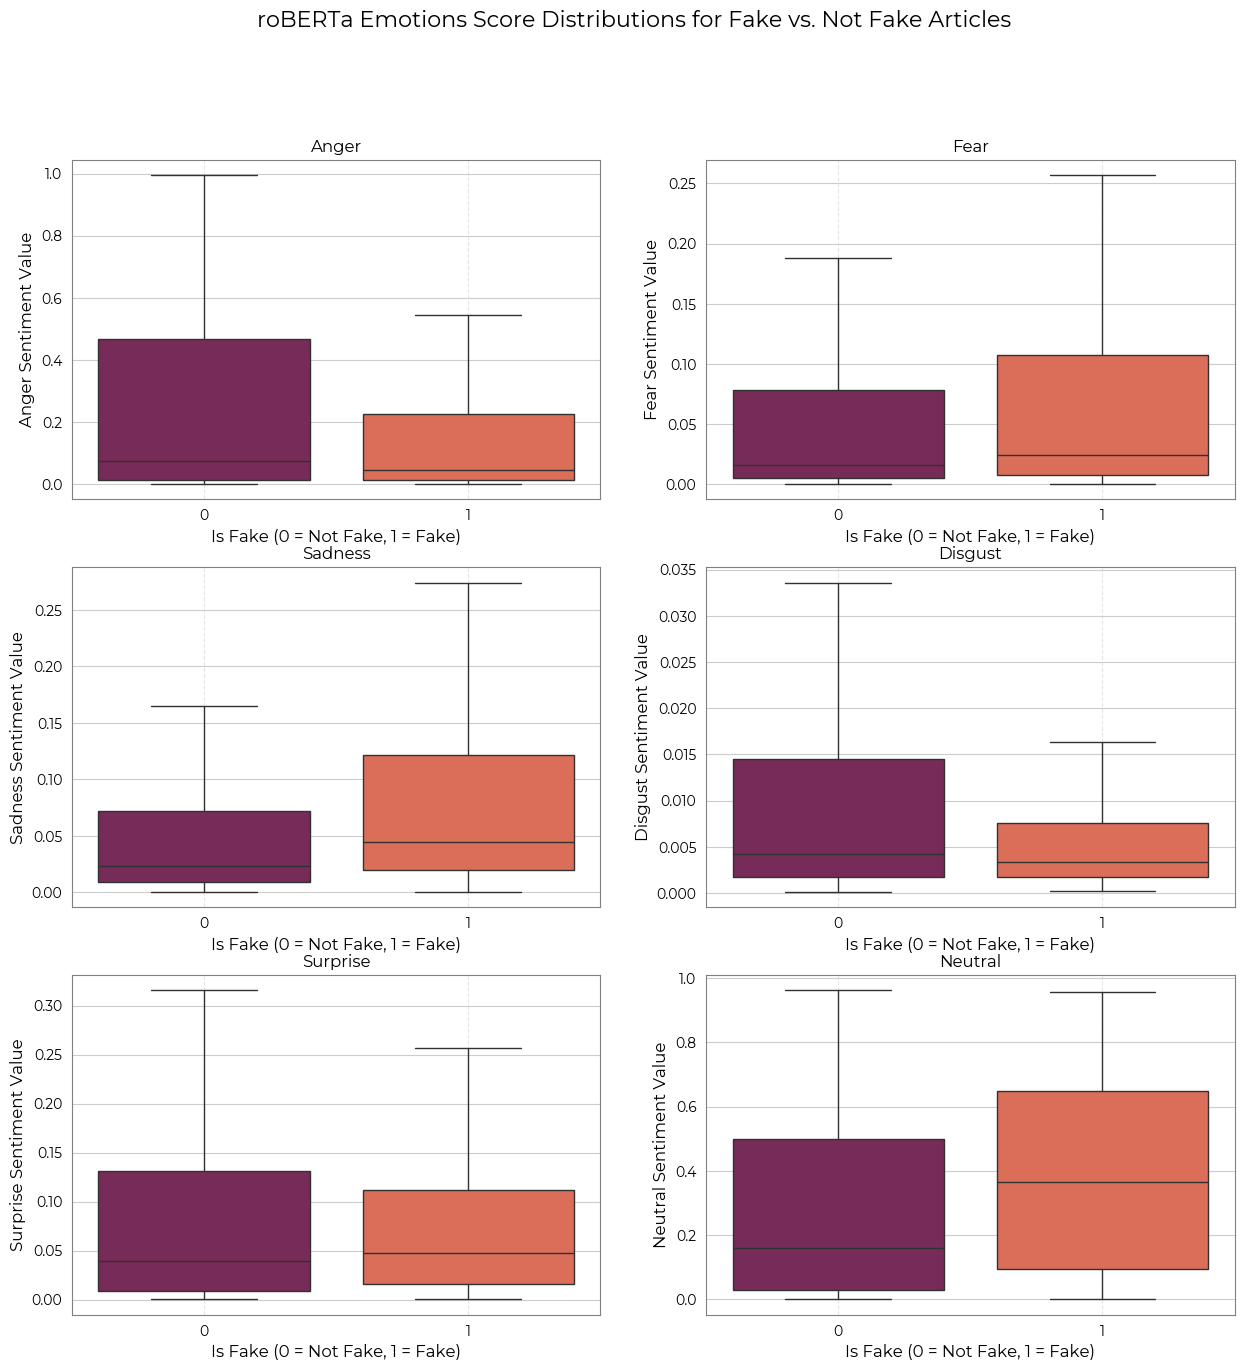 roBERTa Emotions Score Distributions for Fake vs. Not Fake Articles
Anger
Anger Sentiment Value
1.0
0.8
0.6
0.4
0.2
0.0
0
1
Is Fake (0 = Not Fake, 1 = Fake)
Fear
Fear Sentiment Value
0.25
0.20
0.15
0.10
0.05
0.00
0
1
Is Fake (0 = Not Fake, 1 = Fake)
Sadness
Sadness Sentiment Value
0.25
0.20
0.15
0.10
0.05
0.00
0
1
Is Fake (0 = Not Fake, 1 = Fake)
Disgust
Disgust Sentiment Value
0.035
0.030
0.025
0.020
0.015
0.010
0.005
0.000
0
1
Is Fake (0 = Not Fake, 1 = Fake)
Surprise
Surprise Sentiment Value
0.30
0.25
0.20
0.15
0.10
0.05
0.00
0
1
Is Fake (0 = Not Fake, 1 = Fake)
Neutral
Neutral Sentiment Value
1.0
0.8
0.6
0.4
0.2
0.0
0
1
Is Fake (0 = Not Fake, 1 = Fake)